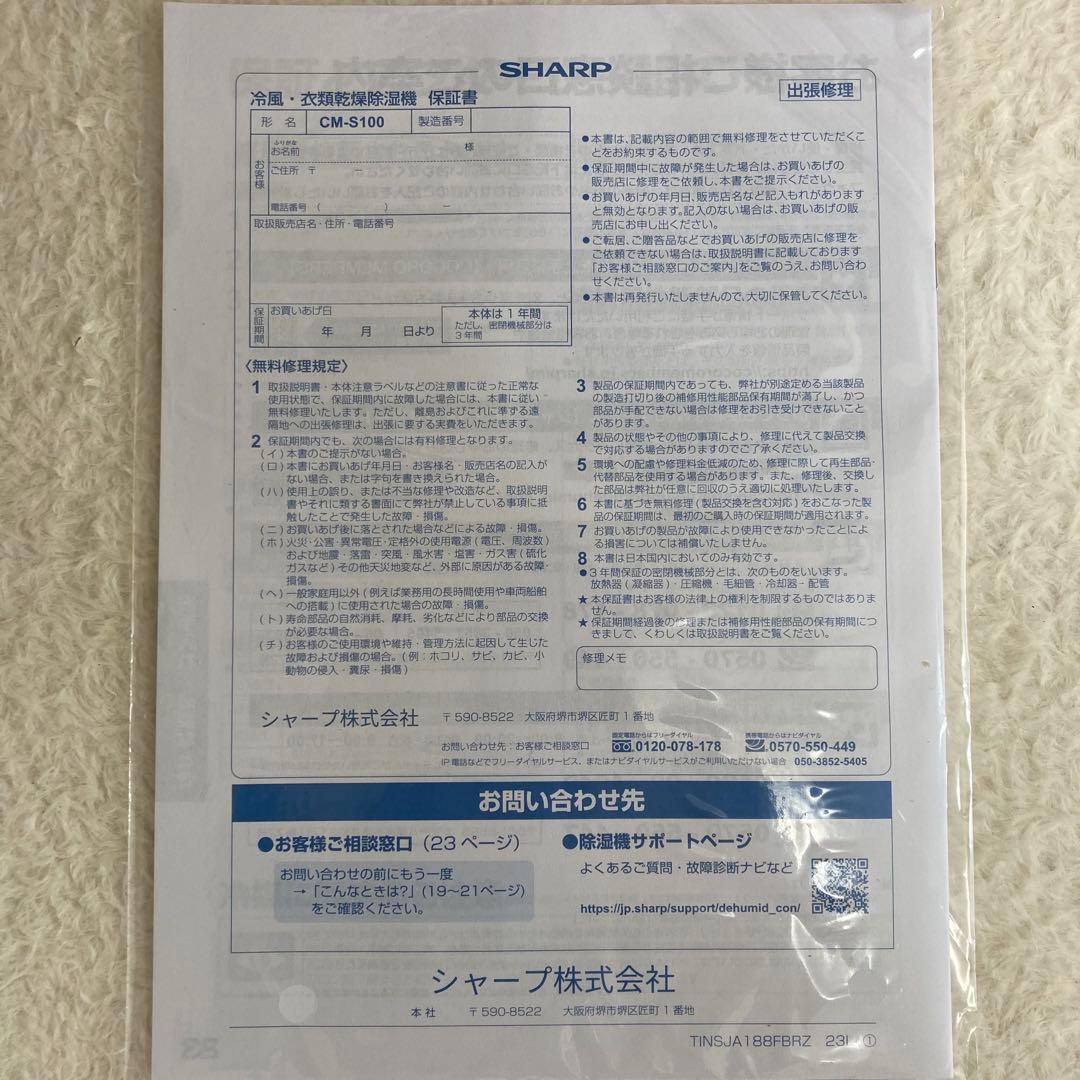 SHARP
冷風・衣類乾燥除湿機 保証書
出張修理
形 名 CM-S100 製造番号
お客様
ふりがな
お名前 様
ご住所 〒 −
電話番号 ( ) −
取扱販売店名・住所・電話番号
保証期間
お買いあげ日
年 月 日より
本体は1年間
ただし、密閉機械部分は
3年間
●本書は、記載内容の範囲で無料修理をさせていただくこ
とをお約束するものです。
●保証期間中に故障が発生した場合は、お買いあげの
販売店に修理をご依頼し、本書をご提示ください。
●お買いあげの年月日、販売店名など記入もれがあります
と無効となります。記入のない場合は、お買いあげの販
売店にお申し出ください。
●ご転居、ご贈答品などでお買いあげの販売店に修理を
ご依頼できない場合は、取扱説明書に記載しております
「お客様ご相談窓口のご案内」をご覧のうえ、お問い合わ
せください。
●本書は再発行いたしませんので、大切に保管してください。
〈無料修理規定〉
1 取扱説明書・本体注意ラベルなどの注意書に従った正常な
使用状態で、保証期間内に故障した場合には、本書に従い
無料修理いたします。ただし、離島およびこれに準ずる遠
隔地への出張修理は、出張に要する実費をいただきます。
2 保証期間内でも、次の場合には有料修理となります。
(イ)本書のご提示がない場合。
(ロ)本書にお買いあげ年月日・お客様名・販売店名の記入が
ない場合、または字句を書き換えられた場合。
(ハ)使用上の誤り、または不当な修理や改造など、取扱説明
書やそれに類する書面にて弊社が禁止している事項に抵
触したことで発生した故障・損傷。
(ニ)お買いあげ後に落とされた場合などによる故障・損傷。
(ホ)火災・公害・異常電圧・定格外の使用電源(電圧、周波数)
および地震・落雷・突風・風水害・塩害・ガス害(硫化
ガスなど)その他天災地変など、外部に原因がある故障・
損傷。
(ヘ)一般家庭用以外(例えば業務用の長時間使用や車両船舶
への搭載)に使用された場合の故障・損傷。
(ト)寿命部品の自然消耗、摩耗、劣化などにより部品の交換
が必要な場合。
(チ)お客様のご使用環境や維持・管理方法に起因して生じた
故障および損傷の場合。(例:ホコリ、サビ、カビ、小
動物の侵入・糞尿・損傷)
3 製品の保証期間内であっても、弊社が別途定める当該製品
の製造打切り後の補修用性能部品保有期間が満了し、かつ
部品が手配できない場合は修理をお引き受けできないこと
があります。
4 製品の状態やその他の事項により、修理に代えて製品交換
で対応する場合がありますのでご了承ください。
5 環境への配慮や修理料金低減のため、修理に際して再生部品・
代替部品を使用する場合があります。また、修理後、交換し
た部品は弊社が任意に回収のうえ適切に処理いたします。
6 本書に基づき無料修理(製品交換を含む対応)をおこなった製
品の保証期間は、最初のご購入時の保証期間が適用されます。
7 お買いあげの製品が故障により使用できなかったことによ
る損害については補償いたしません。
8 本書は日本国内においてのみ有効です。
●3年間保証の密閉機械部分とは、次のものをいいます。
放熱器(凝縮器)・圧縮機・毛細管・冷却器・配管
★本保証書はお客様の法律上の権利を制限するものではありま
せん。
★保証期間経過後の修理または補修用性能部品の保有期間につ
きまして、くわしくは取扱説明書をご覧ください。
修理メモ
シャープ株式会社 〒590-8522 大阪府堺市堺区匠町1番地
お問い合わせ先:お客様ご相談窓口 固定電話からはフリーダイヤル 0120-078-178 携帯電話からはナビダイヤル 0570-550-449
IP電話などでフリーダイヤルサービス、またはナビダイヤルサービスがご利用いただけない場合 050-3852-5405
お問い合わせ先
●お客様ご相談窓口(23ページ)
お問い合わせの前にもう一度
→「こんなときは?」(19〜21ページ)
をご確認ください。
●除湿機サポートページ
よくあるご質問・故障診断ナビなど
https://jp.sharp/support/dehumid_con/
シャープ株式会社
本社 〒590-8522 大阪府堺市堺区匠町1番地
TINSJA188FBRZ 23L ①